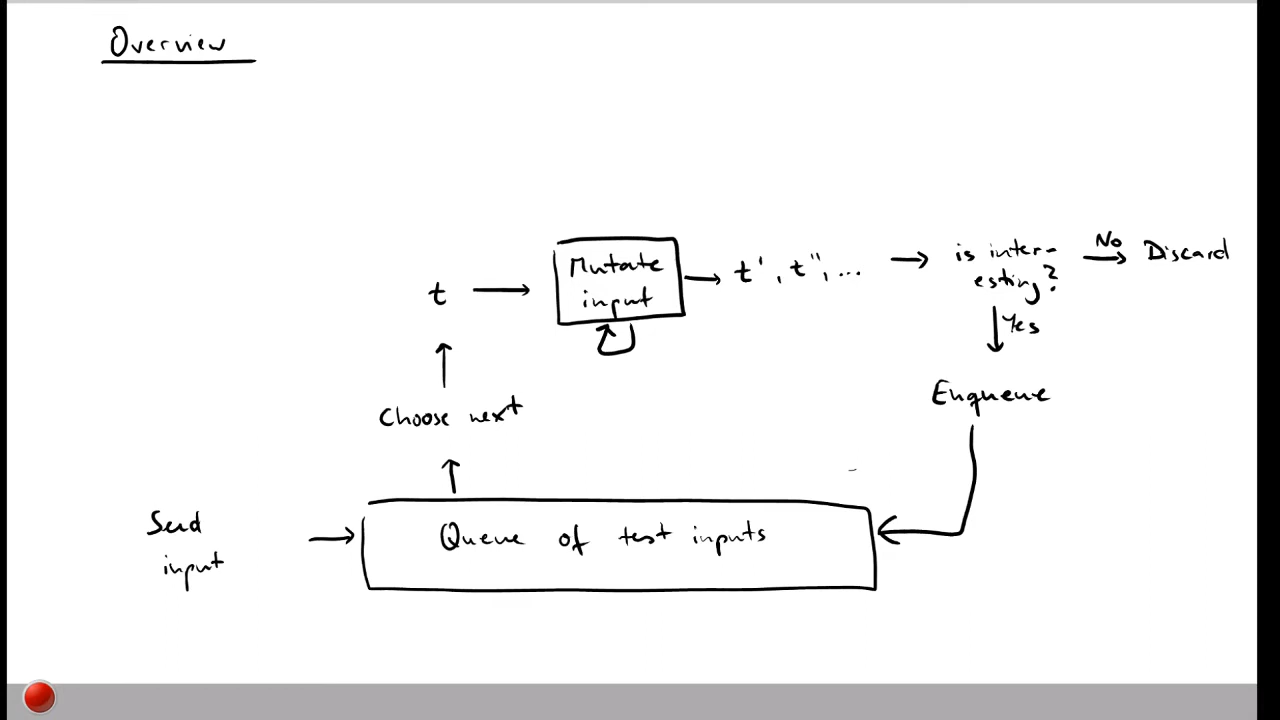 Overview
t
Mutate
input
t', t'', ...
is inter-
esting?
No
Discard
Yes
Enqueue
Choose next
Seed
input
Queue of test inputs